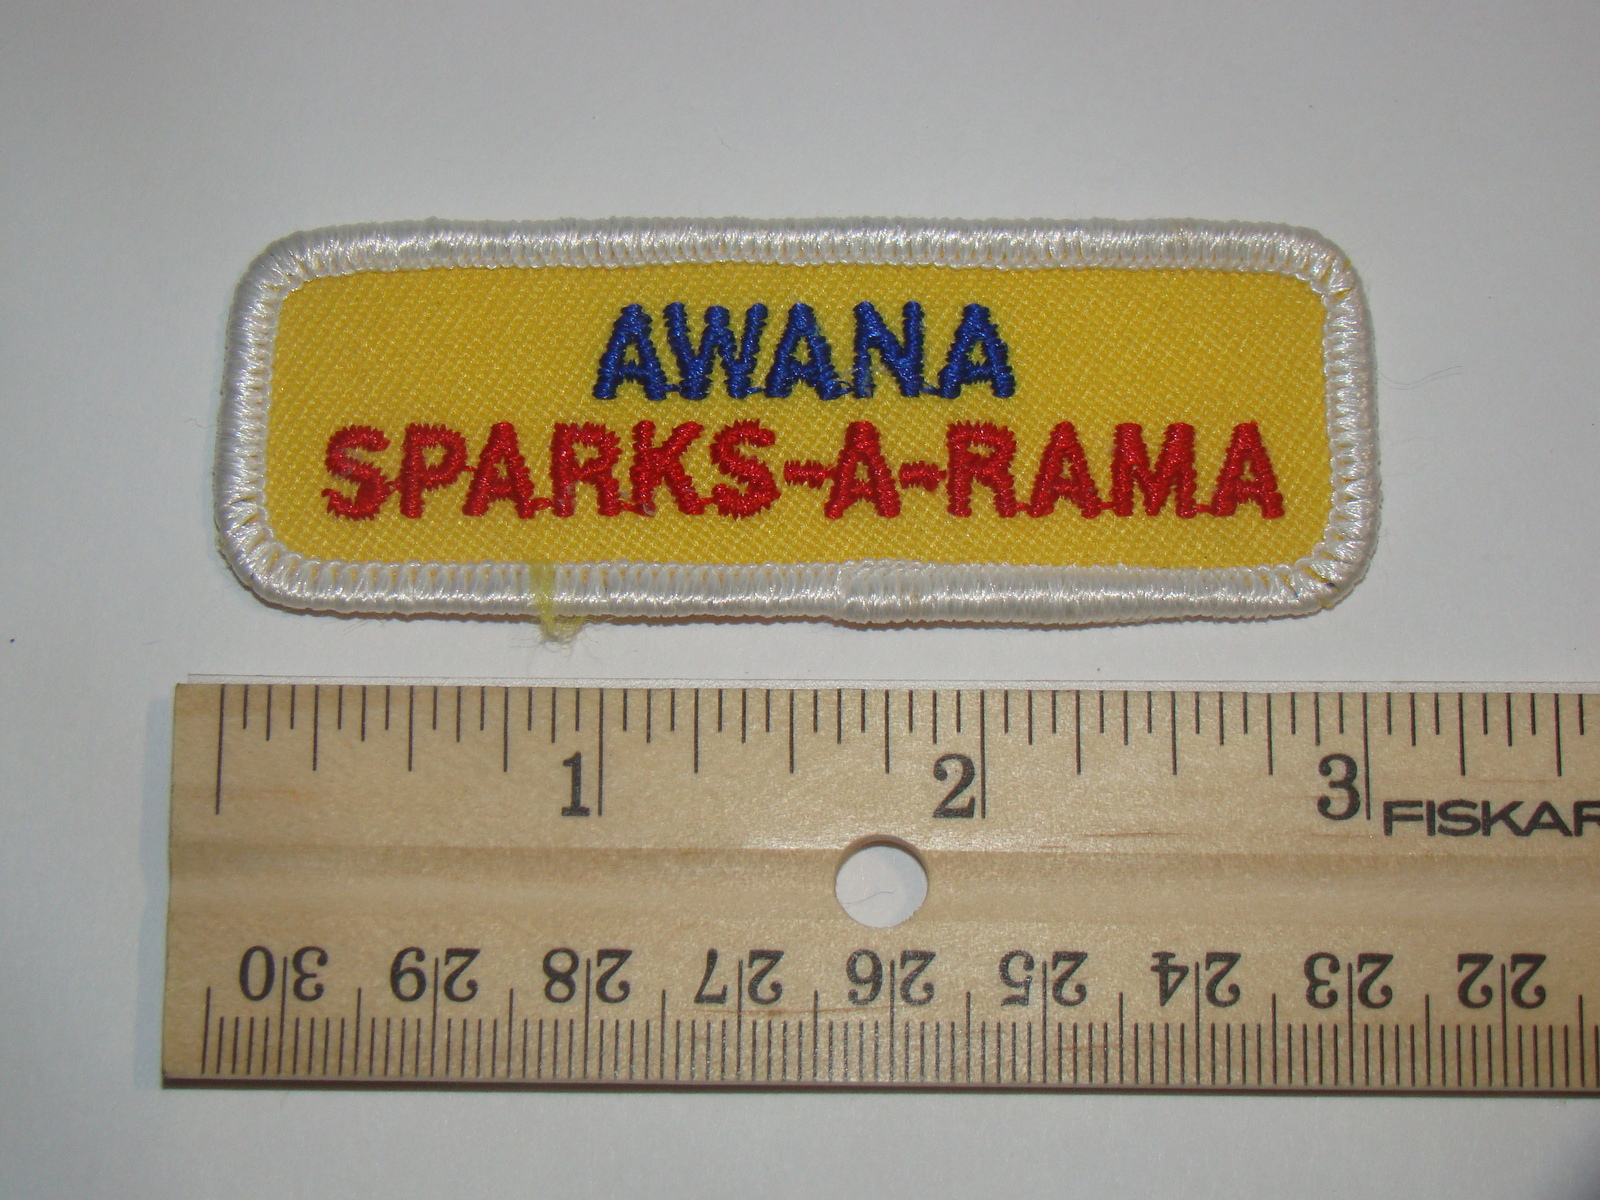 AWANA
SPARKS-A-RAMA
1 2 3
FISKAR
30 29 28 27 26 25 24 23 22